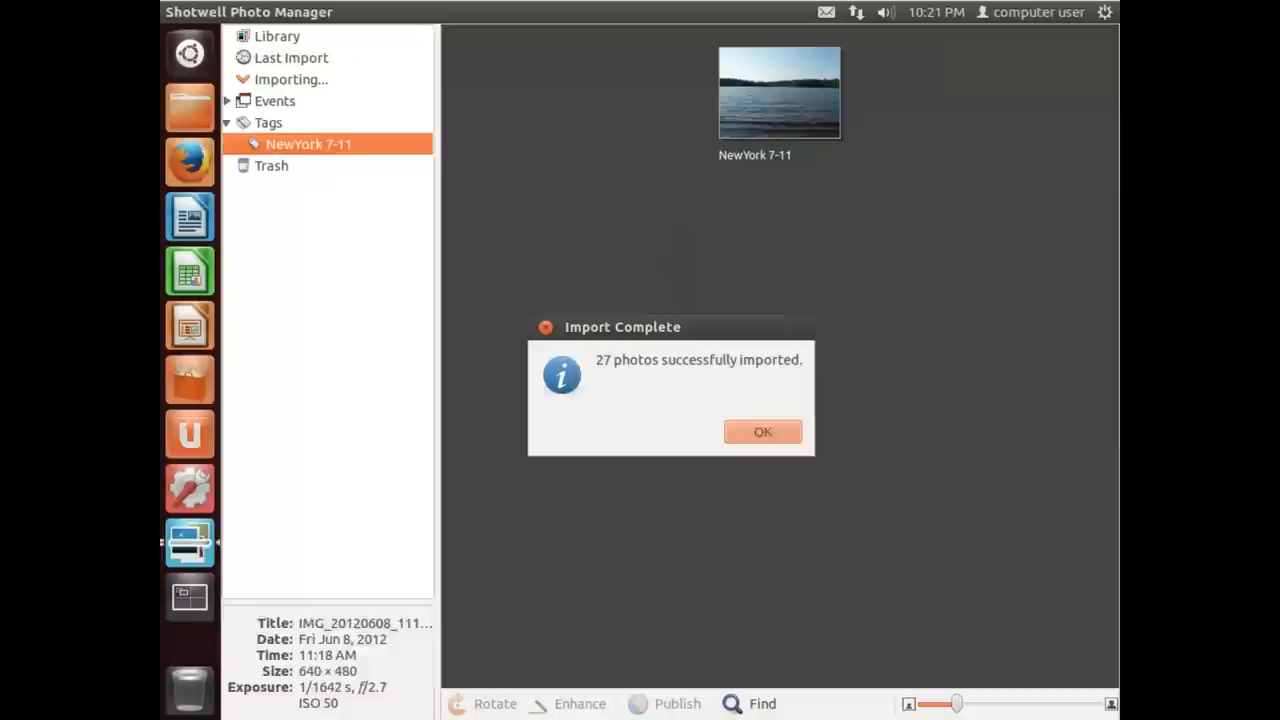 Shotwell Photo Manager
10:21 PM
computer user
Library
Last Import
Importing...
Events
Tags
NewYork 7-11
Trash
NewYork 7-11
Import Complete
27 photos successfully imported.
OK
Title: IMG_20120608_111...
Date: Fri Jun 8, 2012
Time: 11:18 AM
Size: 640 × 480
Exposure: 1/1642 s, f/2.7
ISO 50
Rotate
Enhance
Publish
Find